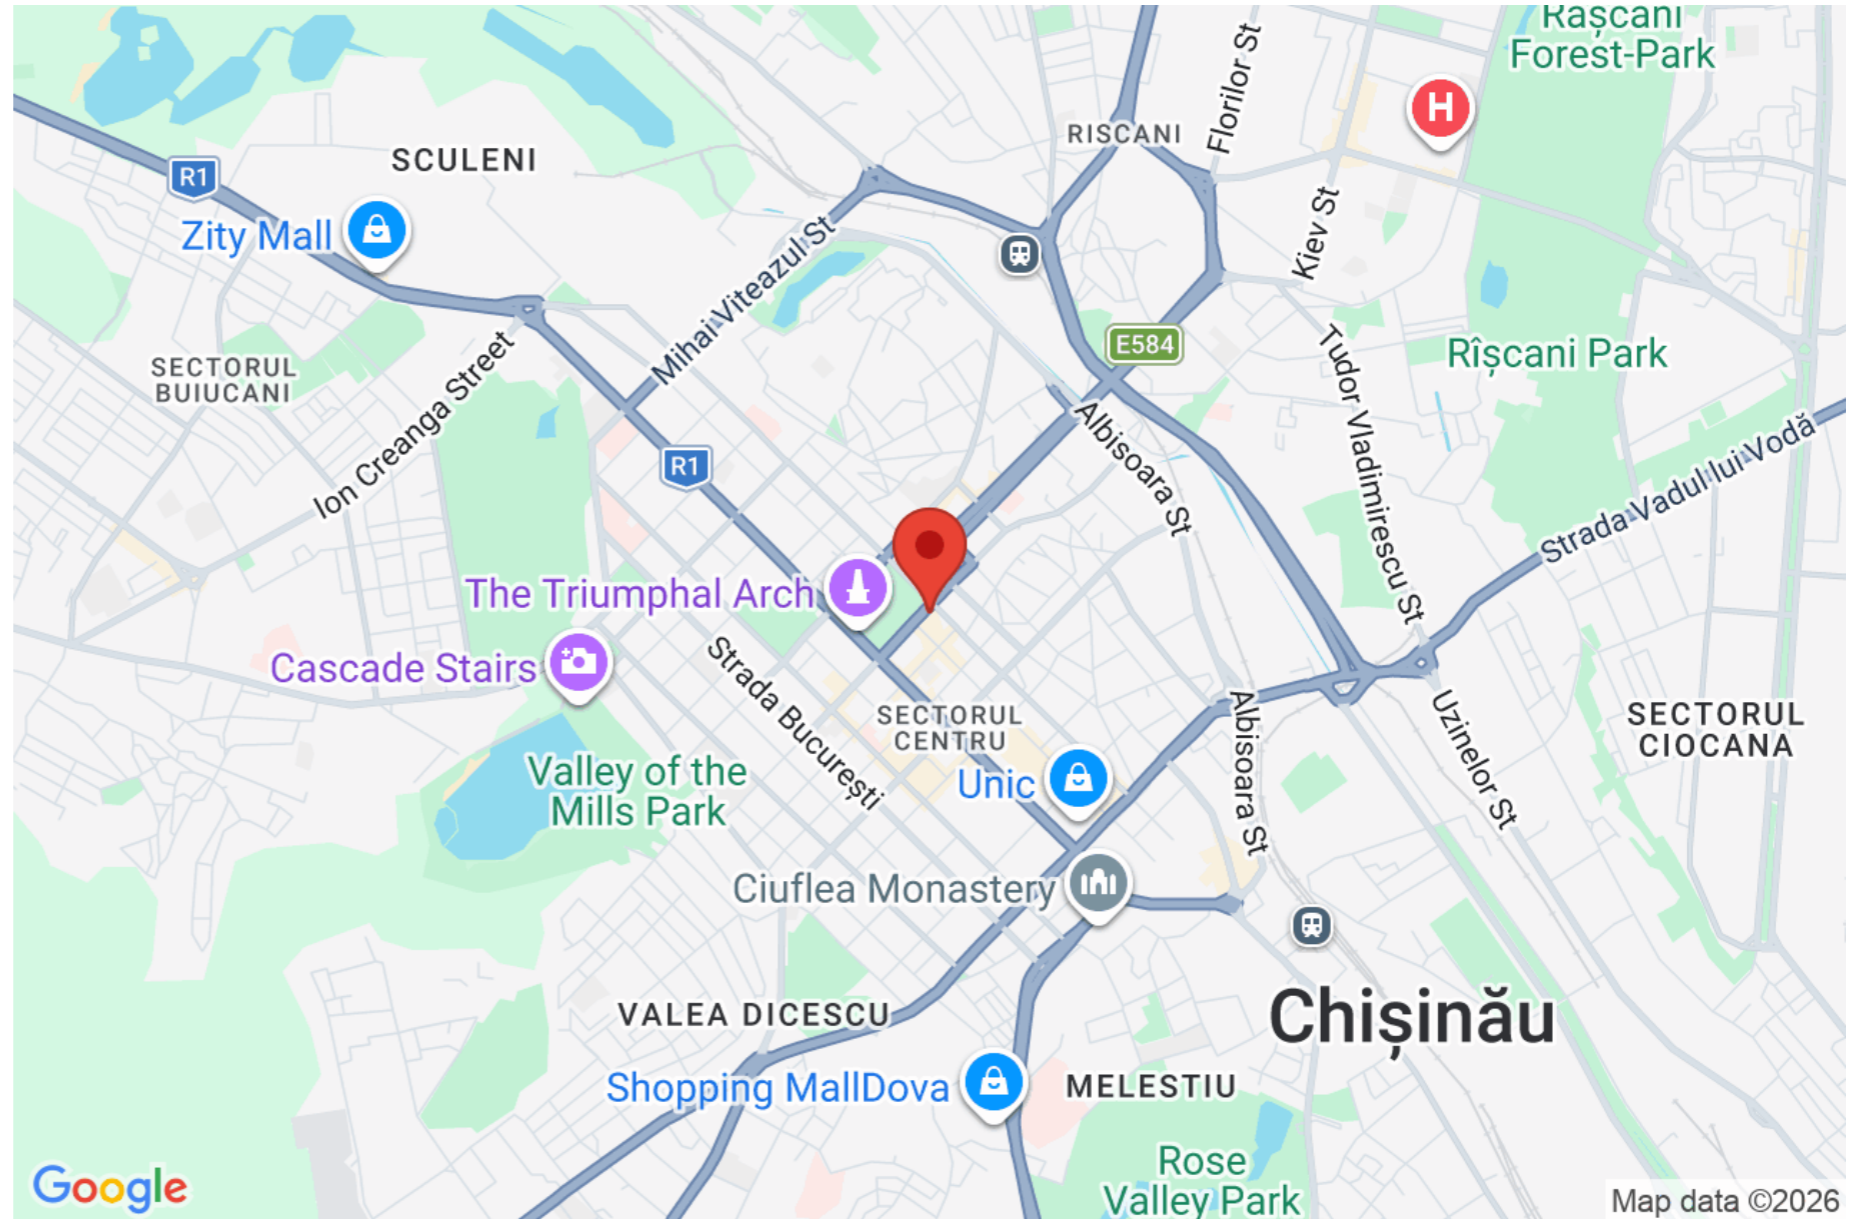 Râșcani
Forest-Park
Florilor St
H
RISCANI
SCULENI
R1
Zity Mall
Kiev St
Mihai Viteazul St
E584
Rîșcani Park
SECTORUL
BUIUCANI
Ion Creanga Street
Tudor Vladimirescu St
Albisoara St
R1
Strada Vadul lui Vodă
The Triumphal Arch
Cascade Stairs
Strada București
SECTORUL
CENTRU
Albisoara St
Uzinelor St
SECTORUL
CIOCANA
Valley of the
Mills Park
Unic
Ciuflea Monastery
VALEA DICESCU
Chișinău
Shopping MallDova
MELESTIU
Rose
Valley Park
Google
Map data ©2026